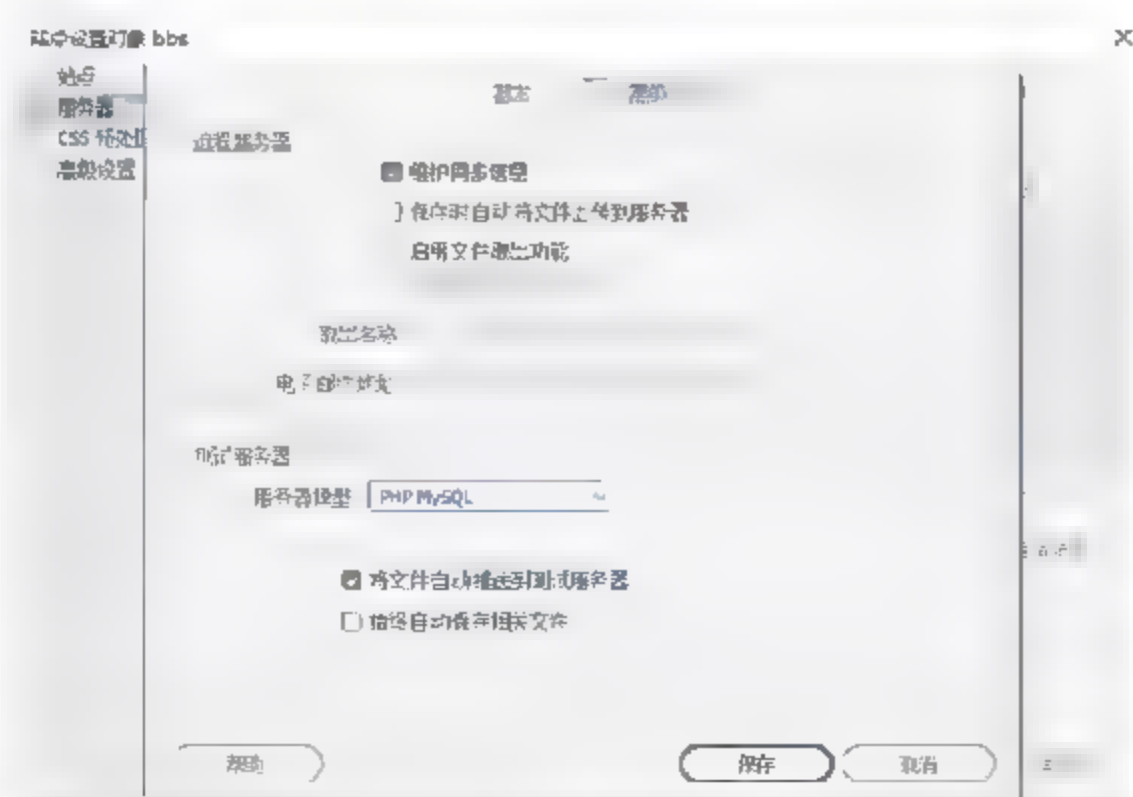 站点设置对象 bbs
站点
服务器
CSS 预处理
高级设置
基本 高级
远程服务器
维护同步信息
保存时自动将文件上传到服务器
启用文件取出功能
取出名称
电子邮件地址
测试服务器
服务器模型 PHP MySQL
将文件自动推送到测试服务器
始终自动保存相关文件
帮助 保存 取消